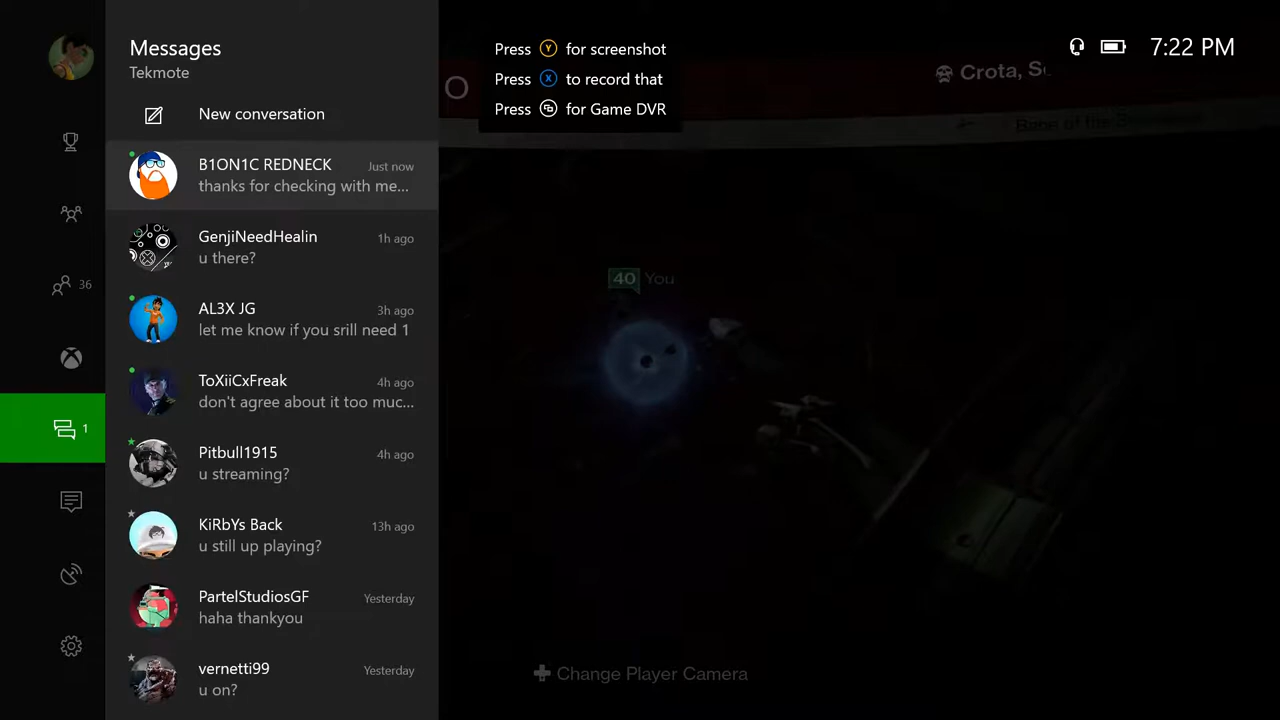 Messages
Tekmote
New conversation
B1ON1C REDNECK
Just now
thanks for checking with me...
GenjiNeedHealin
1h ago
u there?
AL3X JG
3h ago
let me know if you srill need 1
ToXiiCxFreak
4h ago
don't agree about it too muc...
Pitbull1915
4h ago
u streaming?
KiRbYs Back
13h ago
u still up playing?
PartelStudiosGF
Yesterday
haha thankyou
vernetti99
Yesterday
u on?
36
1
Press Y for screenshot
Press X to record that
Press for Game DVR
7:22 PM
O
Crota, S
40 You
Change Player Camera